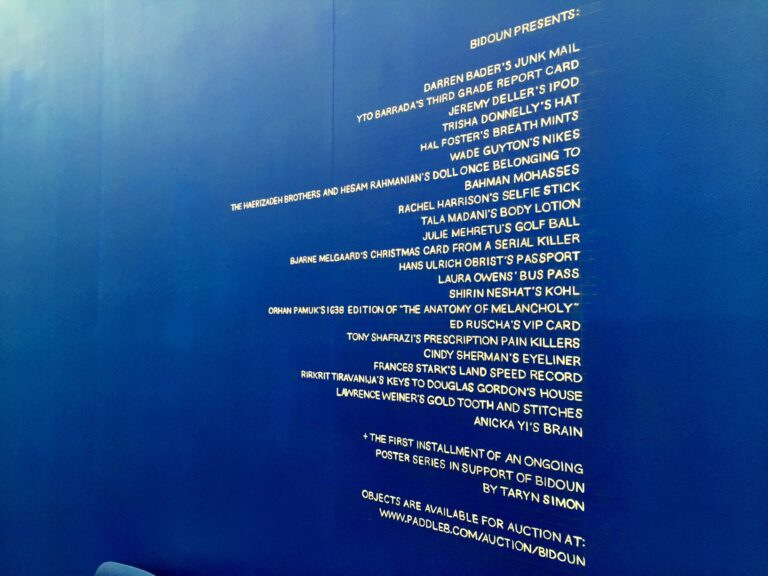 BIDOUN PRESENTS:
DARREN BADER'S JUNK MAIL
YTO BARRADA'S THIRD GRADE REPORT CARD
JEREMY DELLER'S IPOD
TRISHA DONNELLY'S HAT
HAL FOSTER'S BREATH MINTS
WADE GUYTON'S NIKES
THE HAERIZADEH BROTHERS AND HESAM RAHMANIAN'S DOLL ONCE BELONGING TO
BAHMAN MOHASSES
RACHEL HARRISON'S SELFIE STICK
TALA MADANI'S BODY LOTION
JULIE MEHRETU'S GOLF BALL
BJARNE MELGAARD'S CHRISTMAS CARD FROM A SERIAL KILLER
HANS ULRICH OBRIST'S PASSPORT
LAURA OWENS' BUS PASS
SHIRIN NESHAT'S KOHL
ORHAN PAMUK'S 1638 EDITION OF "THE ANATOMY OF MELANCHOLY"
ED RUSCHA'S VIP CARD
TONY SHAFRAZI'S PRESCRIPTION PAIN KILLERS
CINDY SHERMAN'S EYELINER
FRANCES STARK'S LAND SPEED RECORD
RIRKRIT TIRAVANIJA'S KEYS TO DOUGLAS GORDON'S HOUSE
LAWRENCE WEINER'S GOLD TOOTH AND STITCHES
ANICKA YI'S BRAIN
+ THE FIRST INSTALLMENT OF AN ONGOING
POSTER SERIES IN SUPPORT OF BIDOUN
BY TARYN SIMON
OBJECTS ARE AVAILABLE FOR AUCTION AT:
WWW.PADDLE8.COM/AUCTION/BIDOUN